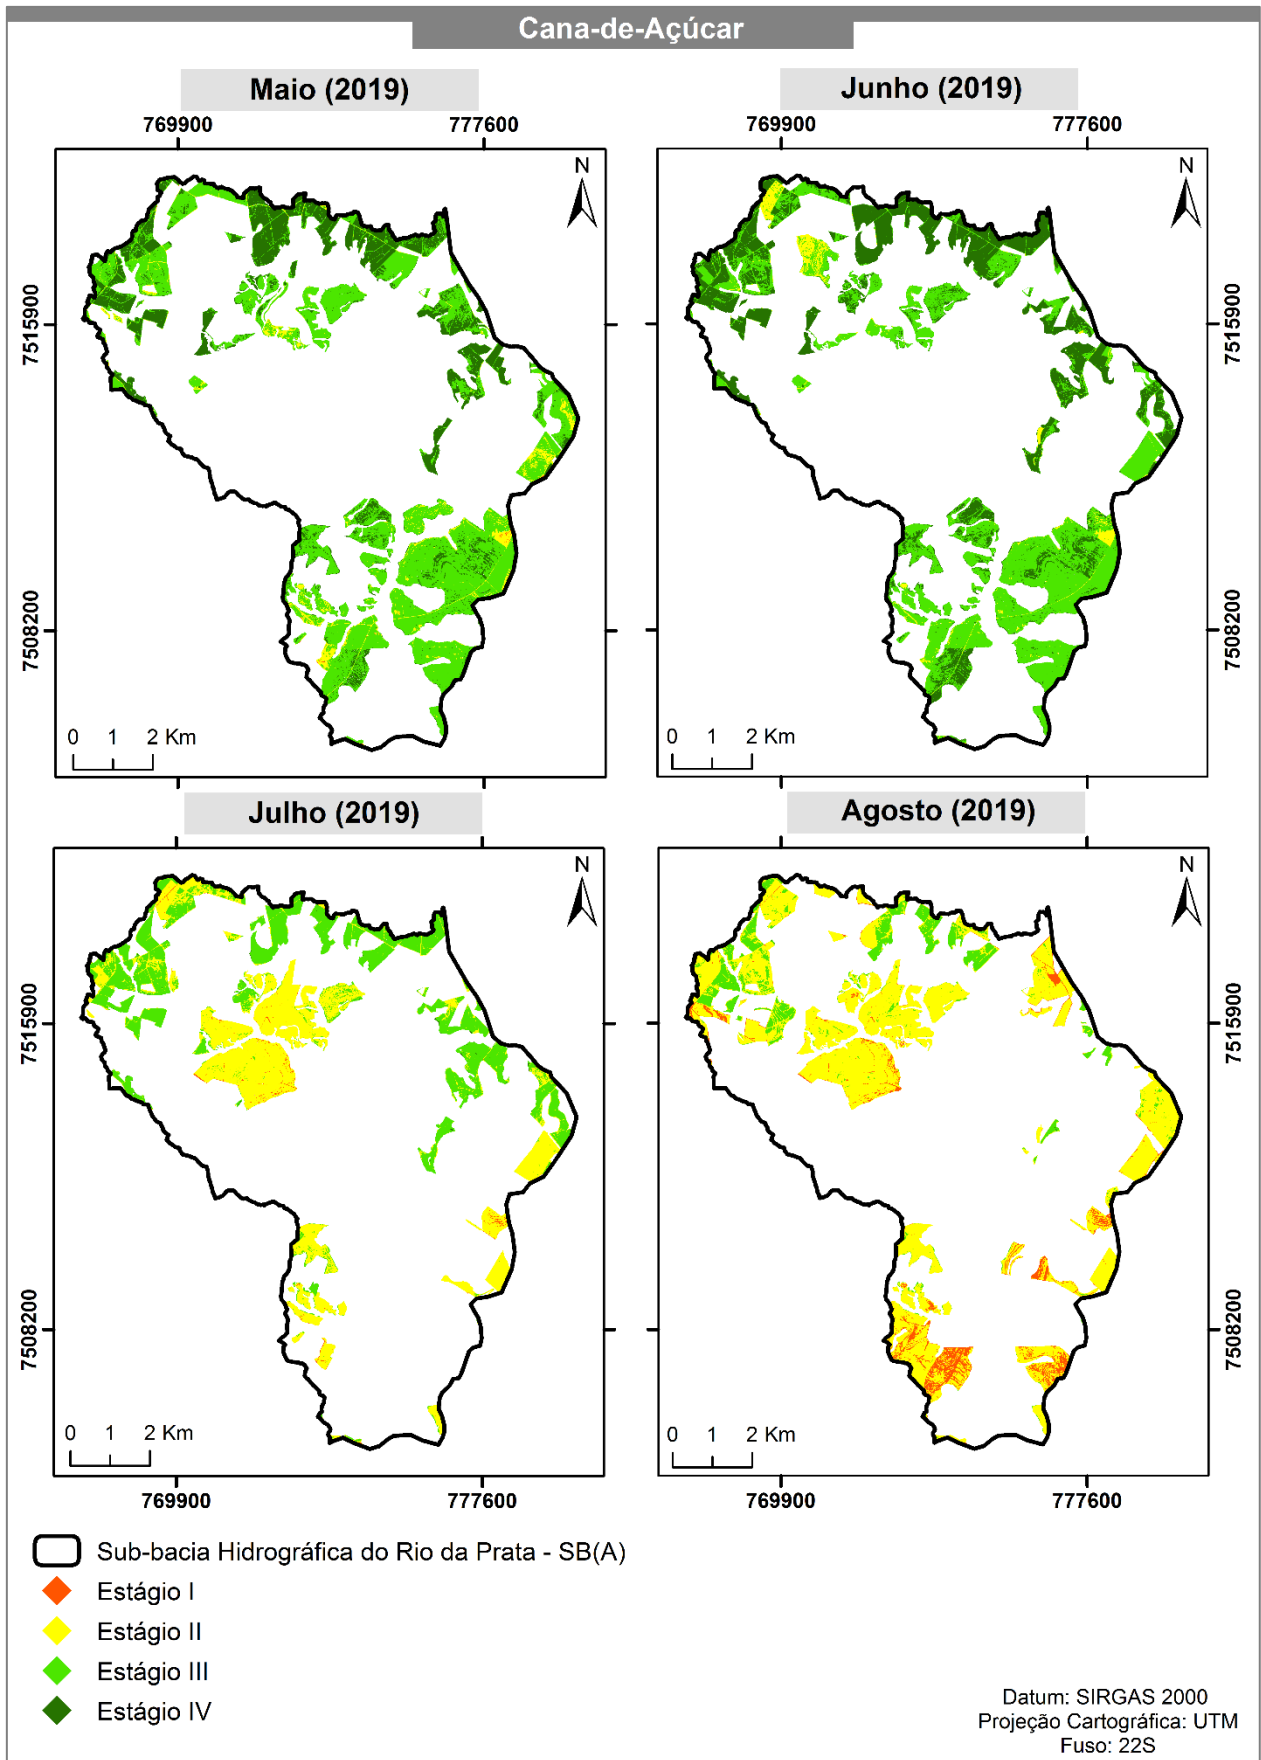 Cana-de-Açúcar
Maio (2019)
Junho (2019)
769900
777600
769900
777600
N
N
7515900
7515900
7508200
7508200
0 1 2 Km
0 1 2 Km
Julho (2019)
Agosto (2019)
N
N
7515900
7515900
7508200
7508200
0 1 2 Km
0 1 2 Km
769900
777600
769900
777600
Sub-bacia Hidrográfica do Rio da Prata - SB(A)
Estágio I
Estágio II
Estágio III
Estágio IV
Datum: SIRGAS 2000
Projeção Cartográfica: UTM
Fuso: 22S